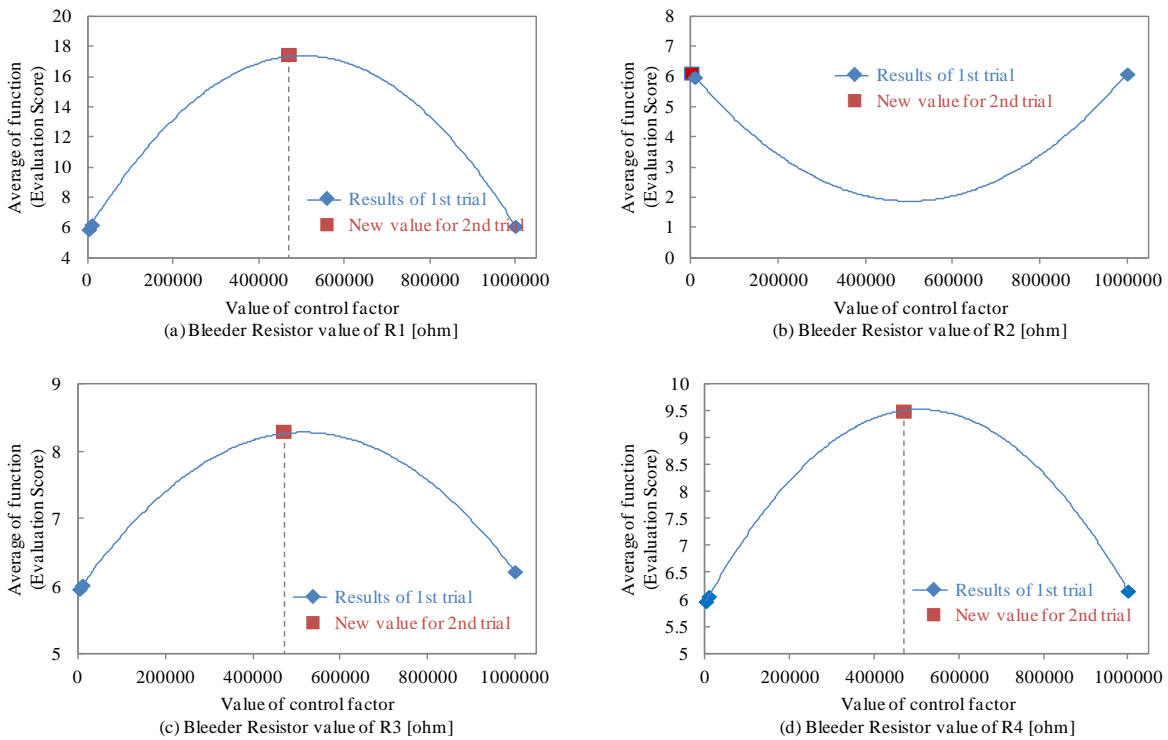 Average of function
(Evaluation Score)
20
18
16
14
12
10
8
6
4
0
200000
400000
600000
800000
1000000
Results of 1st trial
New value for 2nd trial
Value of control factor
(a) Bleeder Resistor value of R1 [ohm]
Average of function
(Evaluation Score)
8
7
6
5
4
3
2
1
0
0
200000
400000
600000
800000
1000000
Results of 1st trial
New value for 2nd trial
Value of control factor
(b) Bleeder Resistor value of R2 [ohm]
Average of function
(Evaluation Score)
9
8
7
6
5
0
200000
400000
600000
800000
1000000
Results of 1st trial
New value for 2nd trial
Value of control factor
(c) Bleeder Resistor value of R3 [ohm]
Average of function
(Evaluation Score)
10
9.5
9
8.5
8
7.5
7
6.5
6
5.5
5
0
200000
400000
600000
800000
1000000
Results of 1st trial
New value for 2nd trial
Value of control factor
(d) Bleeder Resistor value of R4 [ohm]